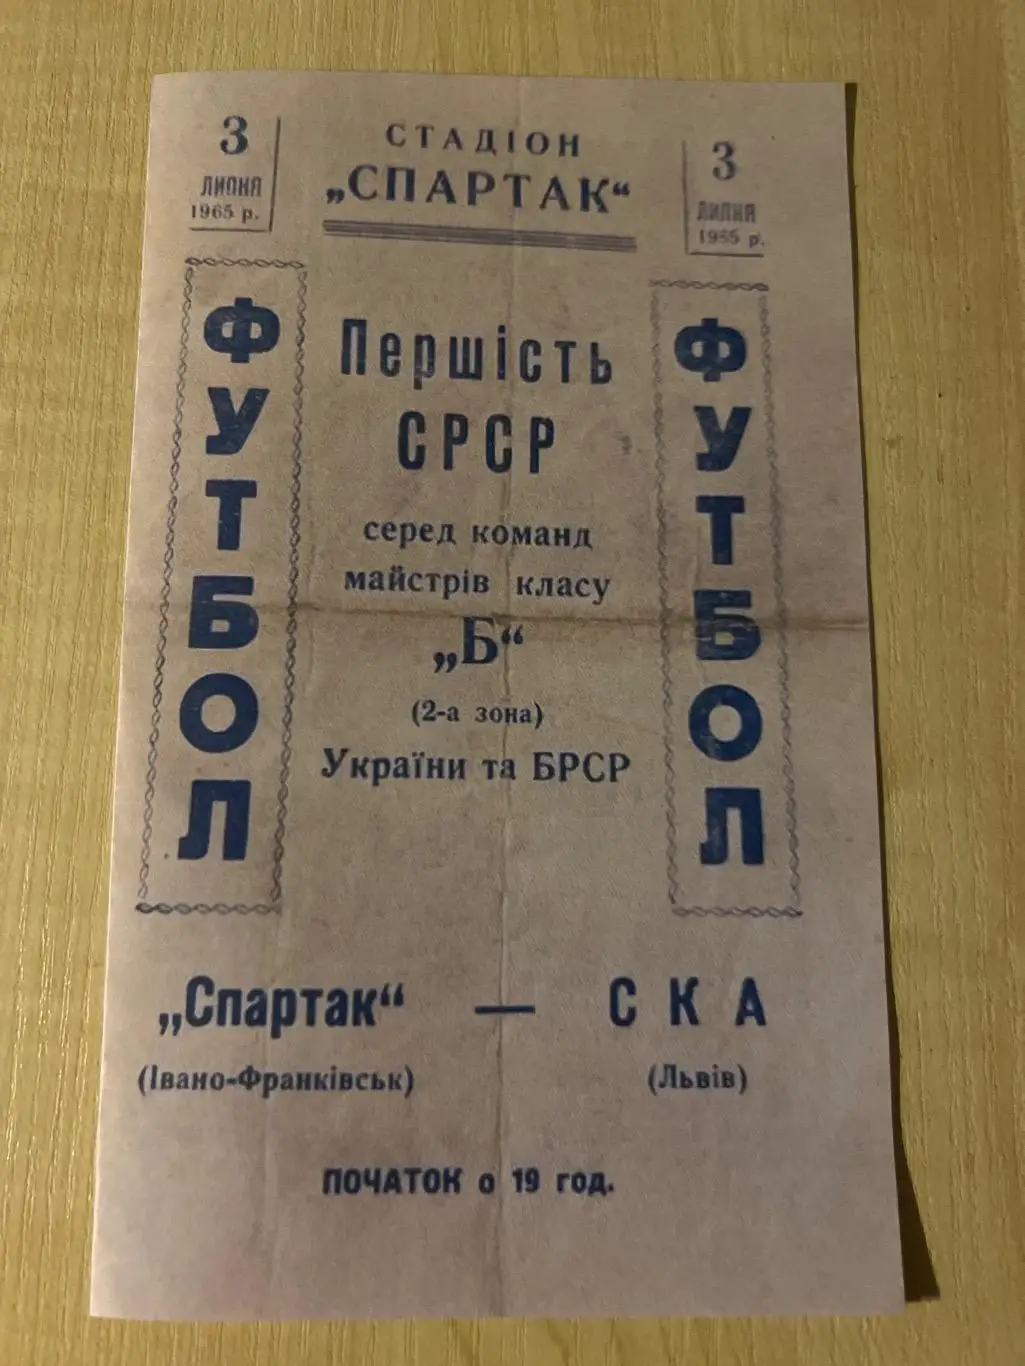 3
ЛИПНЯ
1965 р.
СТАДІОН
„СПАРТАК“
3
ЛИПНЯ
1965 р.
ФУТБОЛ
Першість
СРСР
серед команд
майстрів класу
„Б“
(2-а зона)
України та БРСР
ФУТБОЛ
„Спартак“ — СКА
(Івано-Франківськ) (Львів)
ПОЧАТОК о 19 год.